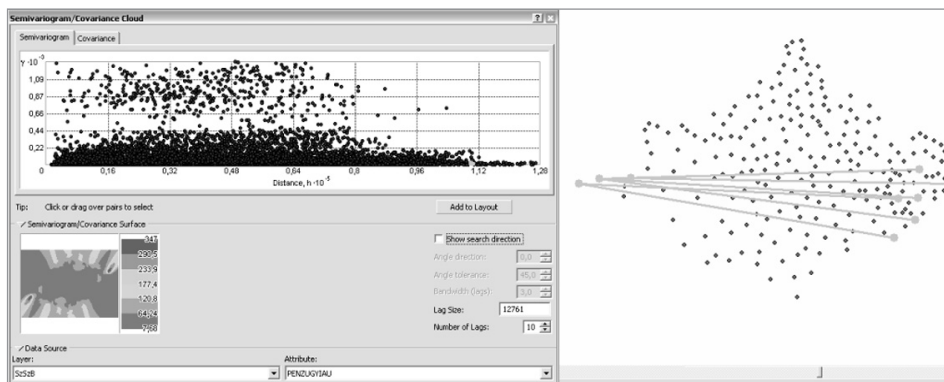 Semivariogram/Covariance Cloud
Semivariogram Covariance
γ ·10⁻³
1,09
0,87
0,66
0,44
0,22
0 0,16 0,32 0,48 0,64 0,8 0,96 1,12 1,28
Distance, h ·10⁻⁵
Tip: Click or drag over pairs to select
Add to Layout
Semivariogram/Covariance Surface
347
290,5
233,9
177,4
120,8
64,24
7,68
Show search direction
Angle direction: 0,0
Angle tolerance: 45,0
Bandwidth (lags): 3,0
Lag Size: 12761
Number of Lags: 10
Data Source
Layer: Attribute:
SzSzB PENZUGYIAU